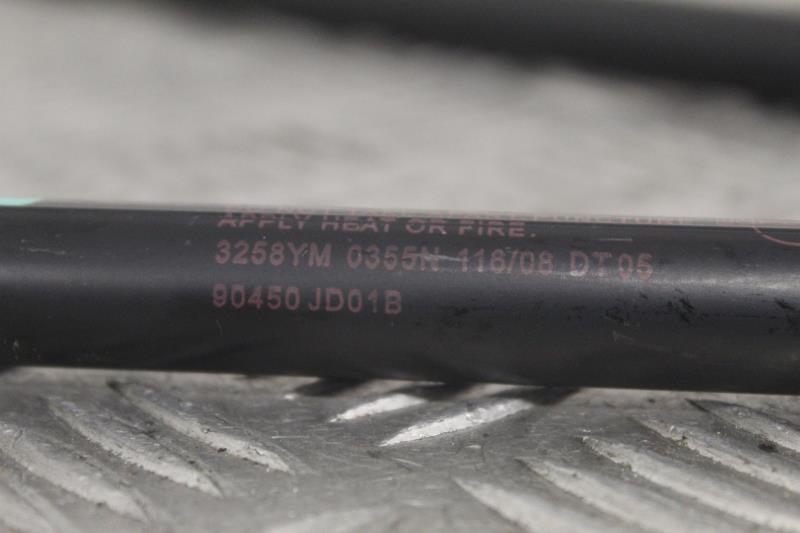 APPLY HEAT OR FIRE.
3258YM 0355N 116/08 DT 05
90450 JD01B